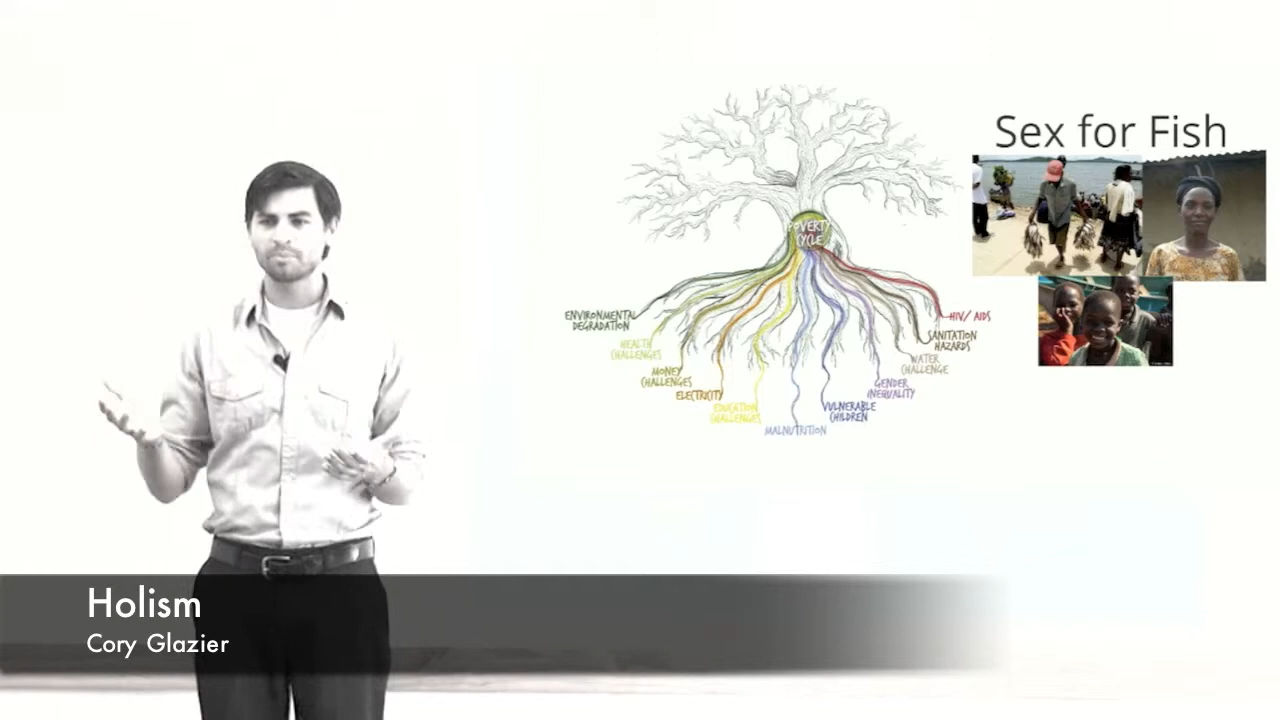 Sex for Fish
POVERTY
CYCLE
ENVIRONMENTAL
DEGRADATION
HEALTH
CHALLENGES
MONEY
CHALLENGES
ELECTRICITY
EDUCATION
CHALLENGES
MALNUTRITION
VULNERABLE
CHILDREN
GENDER
INEQUALITY
WATER
CHALLENGE
SANITATION
HAZARDS
HIV/ AIDS
Holism
Cory Glazier